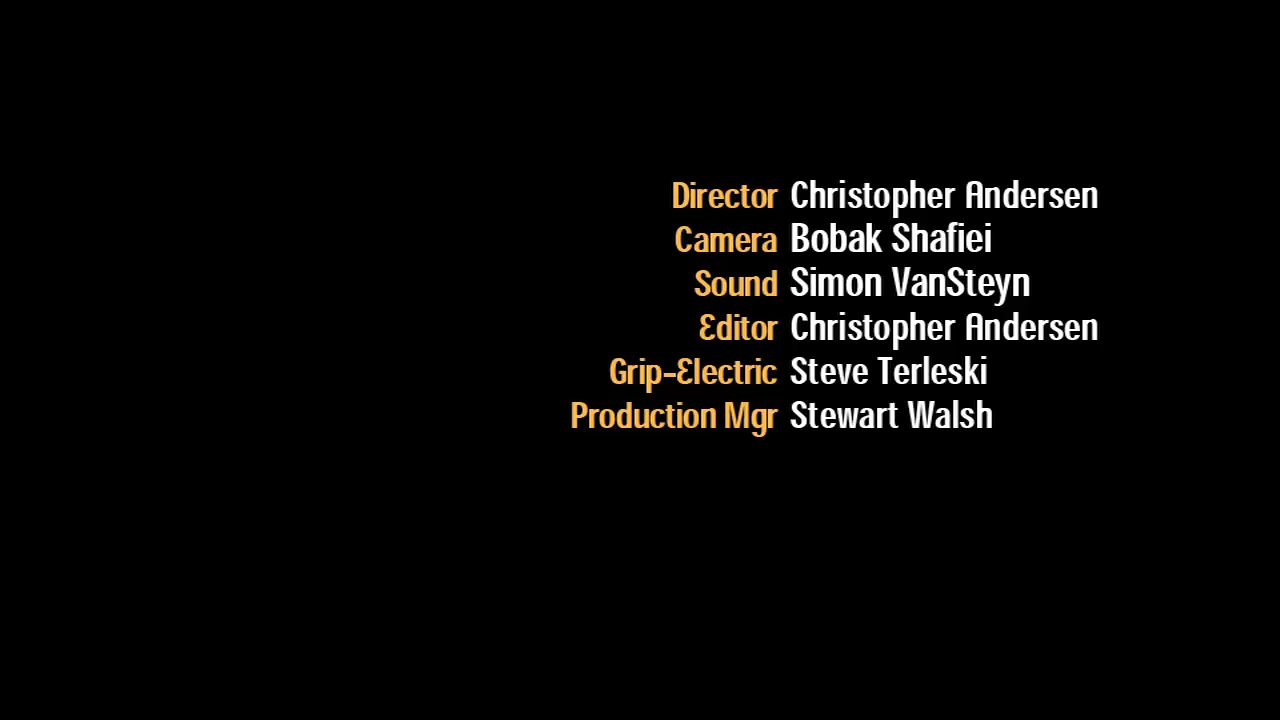 Director Christopher Andersen
Camera Bobak Shafiei
Sound Simon VanSteyn
Editor Christopher Andersen
Grip-Electric Steve Terleski
Production Mgr Stewart Walsh